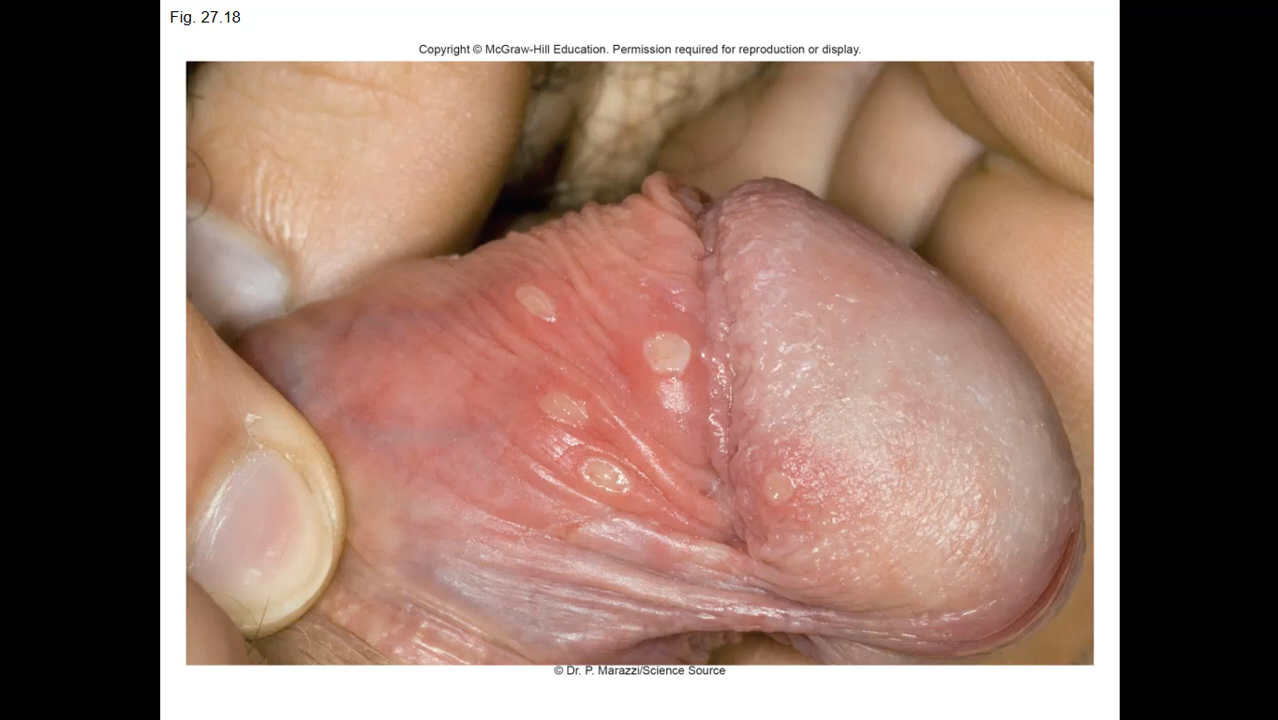 Fig. 27.18
Copyright © McGraw-Hill Education. Permission required for reproduction or display.
© Dr. P. Marazzi/Science Source